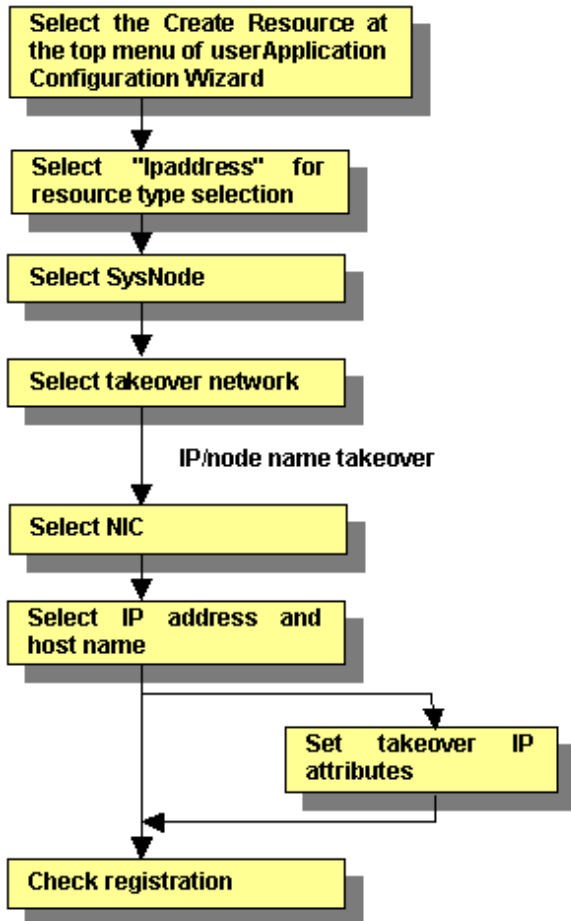 Select the Create Resource at
the top menu of userApplication
Configuration Wizard
Select "Ipaddress" for
resource type selection
Select SysNode
Select takeover network
IP/node name takeover
Select NIC
Select IP address and
host name
Set takeover IP
attributes
Check registration